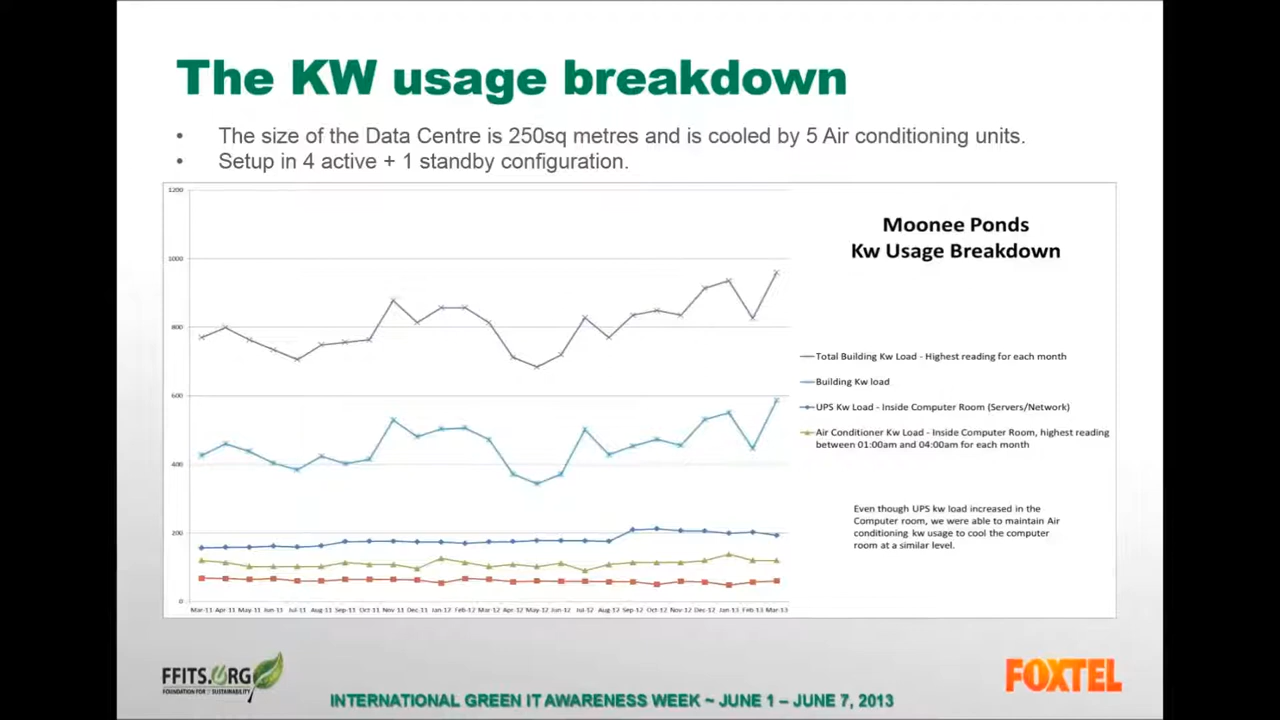 The KW usage breakdown
• The size of the Data Centre is 250sq metres and is cooled by 5 Air conditioning units.
• Setup in 4 active + 1 standby configuration.
Moonee Ponds
Kw Usage Breakdown
1200
1000
800
600
400
200
0
Total Building Kw Load - Highest reading for each month
Building Kw load
UPS Kw Load - Inside Computer Room (Servers/Network)
Air Conditioner Kw Load - Inside Computer Room, highest reading
between 01:00am and 04:00am for each month
Even though UPS kw load increased in the
Computer room, we were able to maintain Air
conditioning kw usage to cool the computer
room at a similar level.
Mar-11 Apr-11 May-11 Jun-11 Jul-11 Aug-11 Sep-11 Oct-11 Nov-11 Dec-11 Jan-12 Feb-12 Mar-12 Apr-12 May-12 Jun-12 Jul-12 Aug-12 Sep-12 Oct-12 Nov-12 Dec-12 Jan-13 Feb-13 Mar-13
FFITS.ORG
FOUNDATION FOR IT SUSTAINABILITY
FOXTEL
INTERNATIONAL GREEN IT AWARENESS WEEK ~ JUNE 1 – JUNE 7, 2013